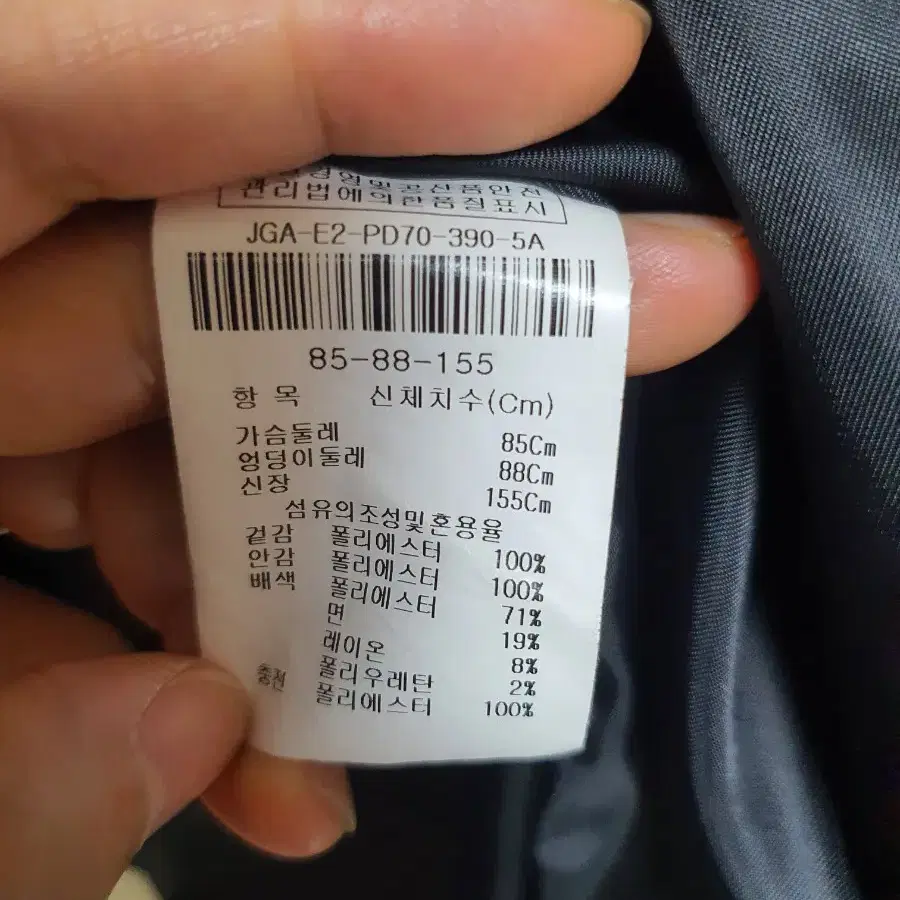 관리법에의한품질표시
JGA-E2-PD70-390-5A
85-88-155
항 목 신체치수(Cm)
가슴둘레 85Cm
엉덩이둘레 88Cm
신장 155Cm
섬유의조성및혼용율
겉감 폴리에스터 100%
안감 폴리에스터 100%
배색 폴리에스터 71%
면 19%
레이온 8%
폴리우레탄 2%
충전 폴리에스터 100%